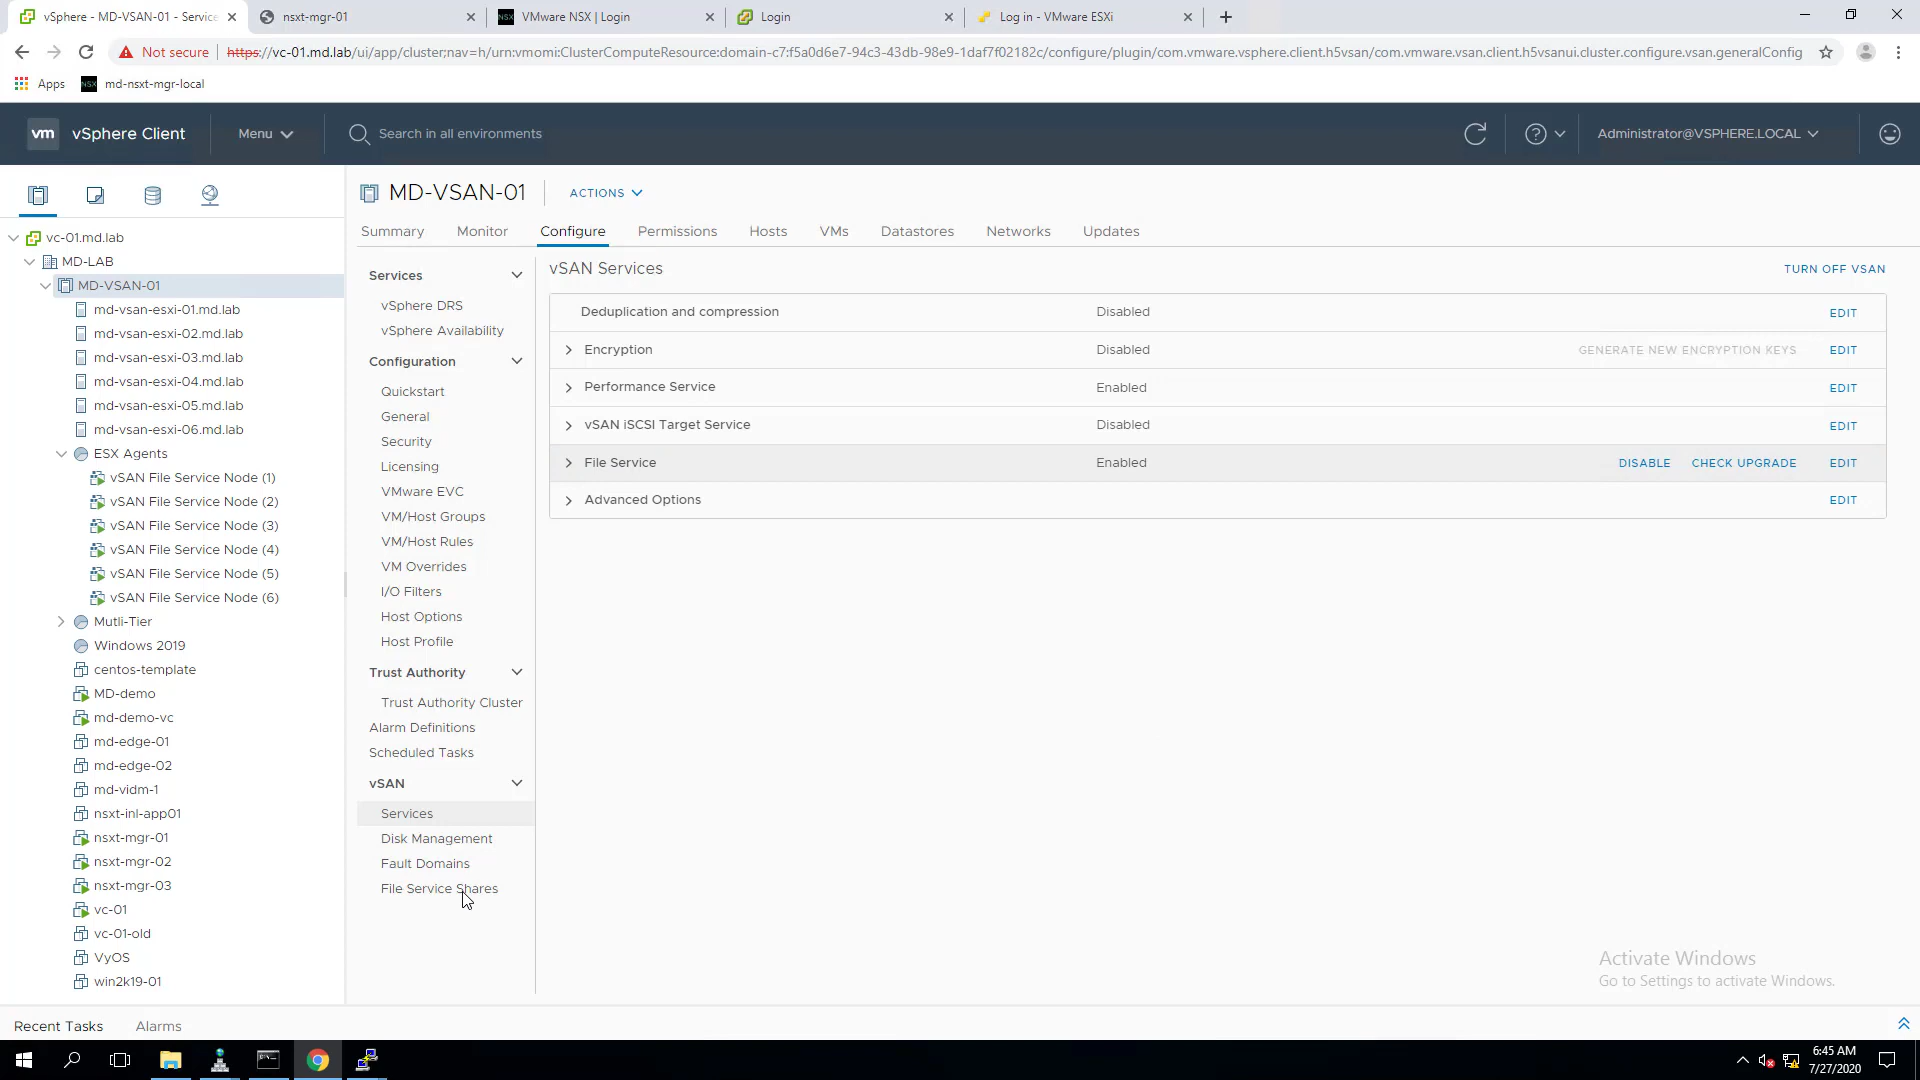 vSphere - MD-VSAN-01 - Service
nsxt-mgr-01
VMware NSX | Login
Login
Log in - VMware ESXi
Not secure
https://vc-01.md.lab/ui/app/cluster;nav=h/urn:vmomi:ClusterComputeResource:domain-c7:f5a0d6e7-94c3-43db-98e9-1daf7f02182c/configure/plugin/com.vmware.vsphere.client.h5vsan/com.vmware.vsan.client.h5vsanui.cluster.configure.vsan.generalConfig
Apps
NSX
md-nsxt-mgr-local
vm
vSphere Client
Menu
Search in all environments
Administrator@VSPHERE.LOCAL
vc-01.md.lab
MD-LAB
MD-VSAN-01
md-vsan-esxi-01.md.lab
md-vsan-esxi-02.md.lab
md-vsan-esxi-03.md.lab
md-vsan-esxi-04.md.lab
md-vsan-esxi-05.md.lab
md-vsan-esxi-06.md.lab
ESX Agents
vSAN File Service Node (1)
vSAN File Service Node (2)
vSAN File Service Node (3)
vSAN File Service Node (4)
vSAN File Service Node (5)
vSAN File Service Node (6)
Mutli-Tier
Windows 2019
centos-template
MD-demo
md-demo-vc
md-edge-01
md-edge-02
md-vidm-1
nsxt-inl-app01
nsxt-mgr-01
nsxt-mgr-02
nsxt-mgr-03
vc-01
vc-01-old
VyOS
win2k19-01
MD-VSAN-01
ACTIONS
Summary
Monitor
Configure
Permissions
Hosts
VMs
Datastores
Networks
Updates
Services
vSphere DRS
vSphere Availability
Configuration
Quickstart
General
Security
Licensing
VMware EVC
VM/Host Groups
VM/Host Rules
VM Overrides
I/O Filters
Host Options
Host Profile
Trust Authority
Trust Authority Cluster
Alarm Definitions
Scheduled Tasks
vSAN
Services
Disk Management
Fault Domains
File Service Shares
vSAN Services
TURN OFF VSAN
Deduplication and compression Disabled EDIT
Encryption Disabled GENERATE NEW ENCRYPTION KEYS EDIT
Performance Service Enabled EDIT
vSAN iSCSI Target Service Disabled EDIT
File Service Enabled DISABLE CHECK UPGRADE EDIT
Advanced Options EDIT
Activate Windows
Go to Settings to activate Windows.
Recent Tasks
Alarms
6:45 AM
7/27/2020